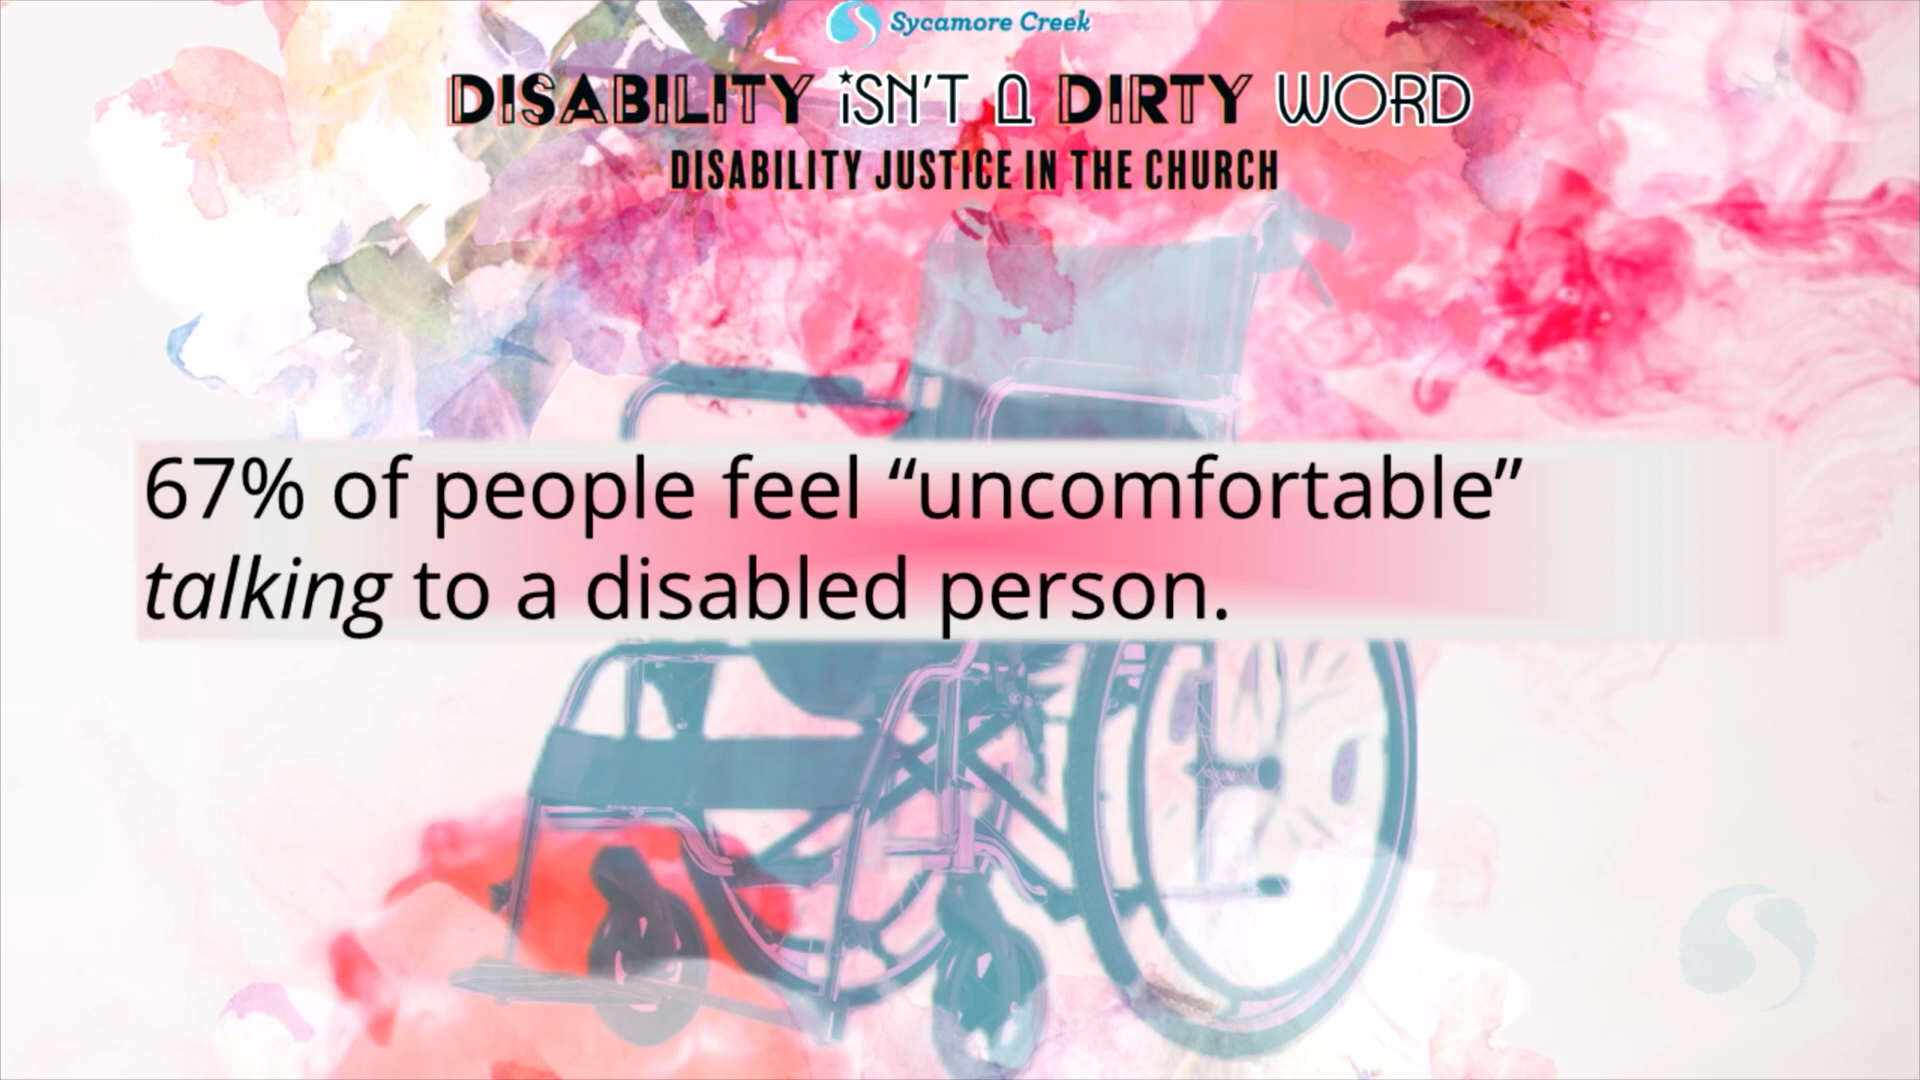 Sycamore Creek
DISABILITY iSN'T A DIRTY WORD
DISABILITY JUSTICE IN THE CHURCH
67% of people feel “uncomfortable”
talking to a disabled person.